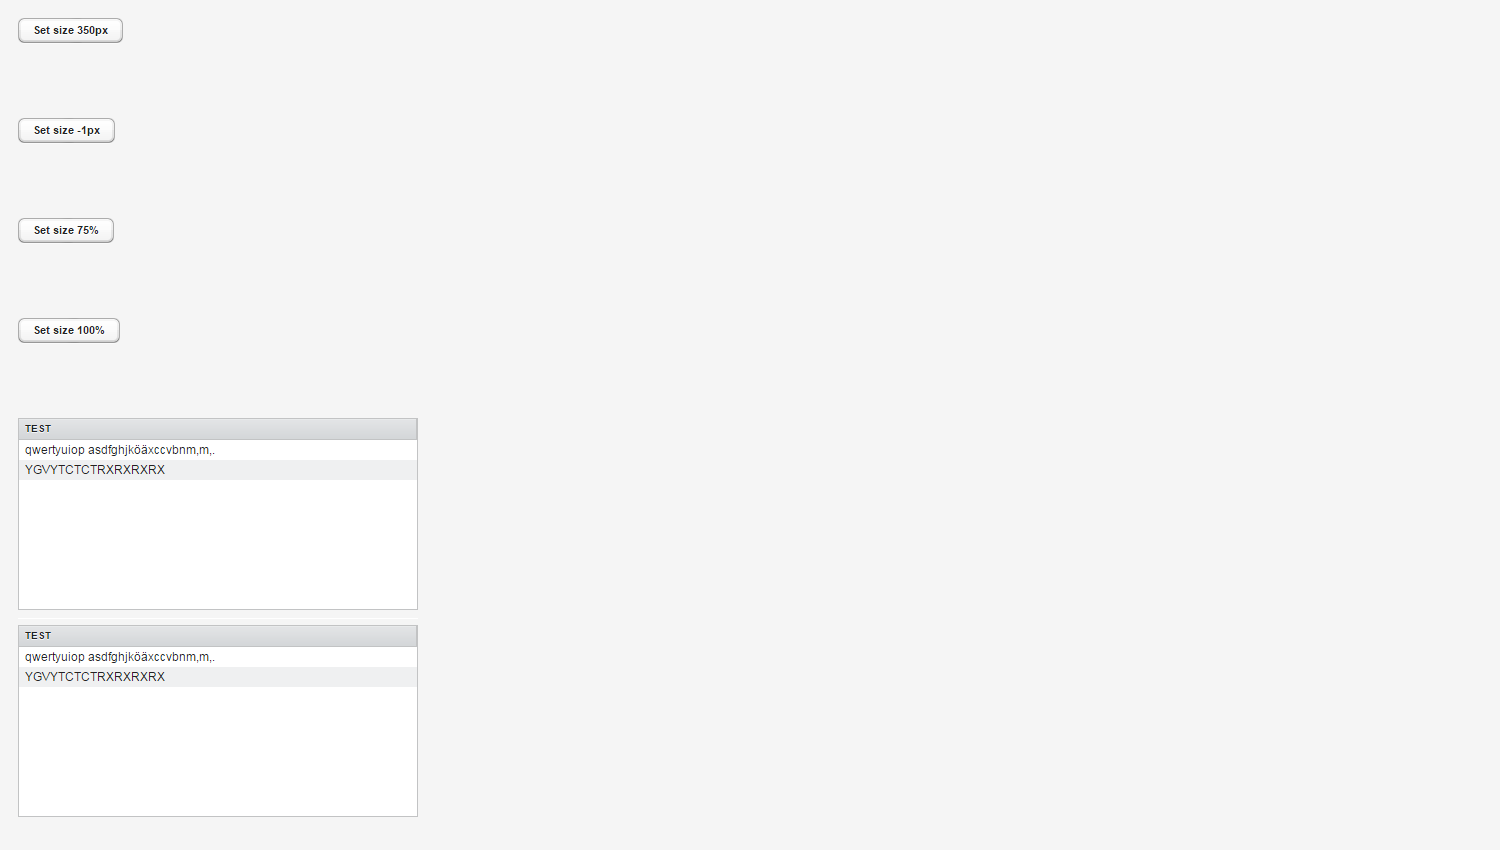 Set size 350px
Set size -1px
Set size 75%
Set size 100%
TEST
qwertyuiop asdfghjköäxccvbnm,m,.
YGVYTCTCTRXRXRXRX
TEST
qwertyuiop asdfghjköäxccvbnm,m,.
YGVYTCTCTRXRXRXRX